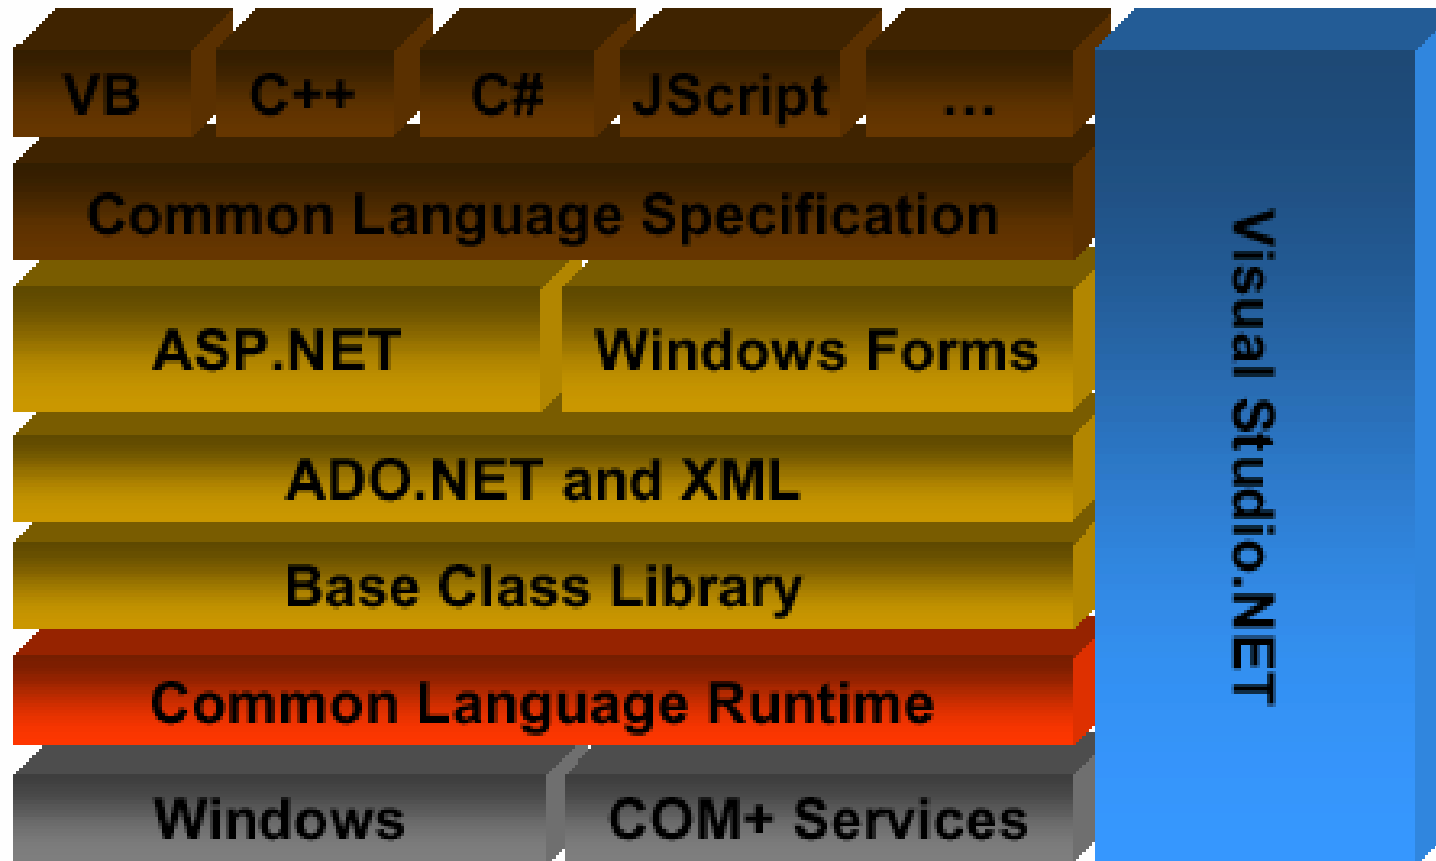 VB
C++
C#
JScript
...
Common Language Specification
ASP.NET
Windows Forms
ADO.NET and XML
Base Class Library
Common Language Runtime
Windows
COM+ Services
Visual Studio.NET